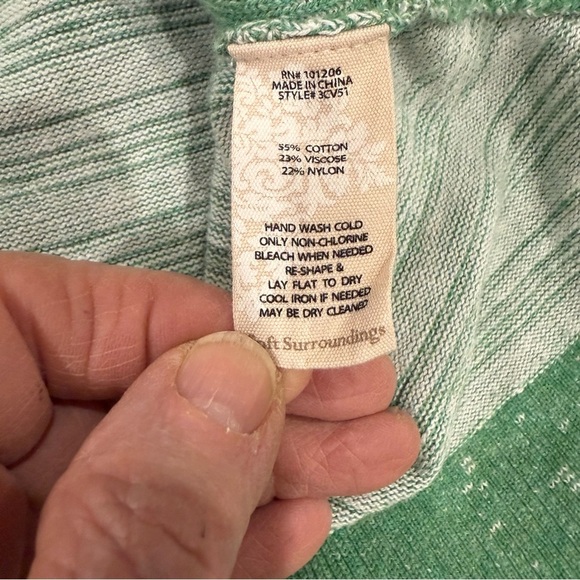 RN# 101206
MADE IN CHINA
STYLE# 3CV51
55% COTTON
23% VISCOSE
22% NYLON
HAND WASH COLD
ONLY NON-CHLORINE
BLEACH WHEN NEEDED
RE-SHAPE &
LAY FLAT TO DRY
COOL IRON IF NEEDED
MAY BE DRY CLEANED
Soft Surroundings